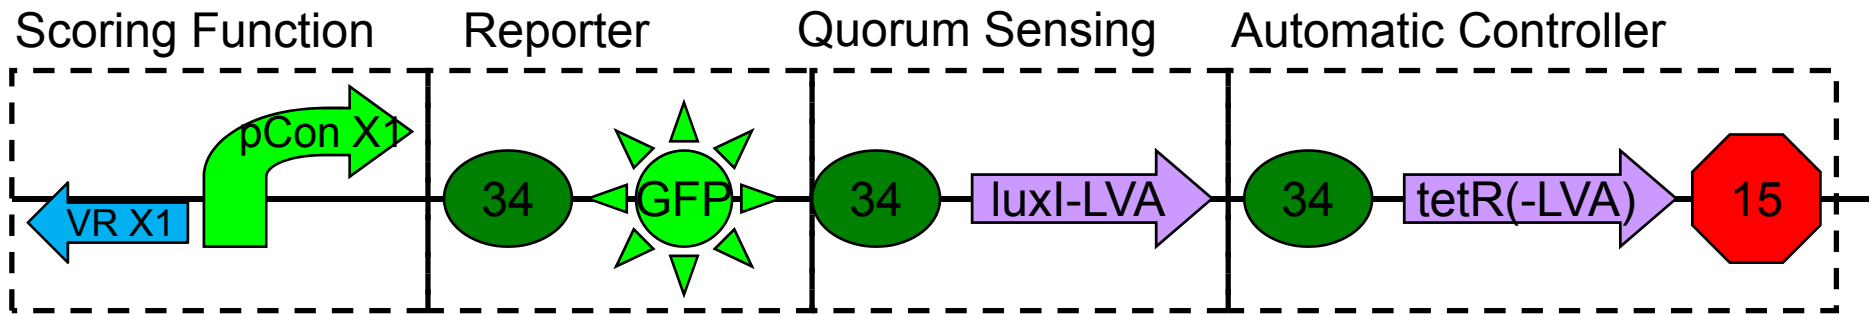 Scoring Function
Reporter
Quorum Sensing
Automatic Controller
pCon X1
VR X1
34
GFP
34
luxI-LVA
34
tetR(-LVA)
15